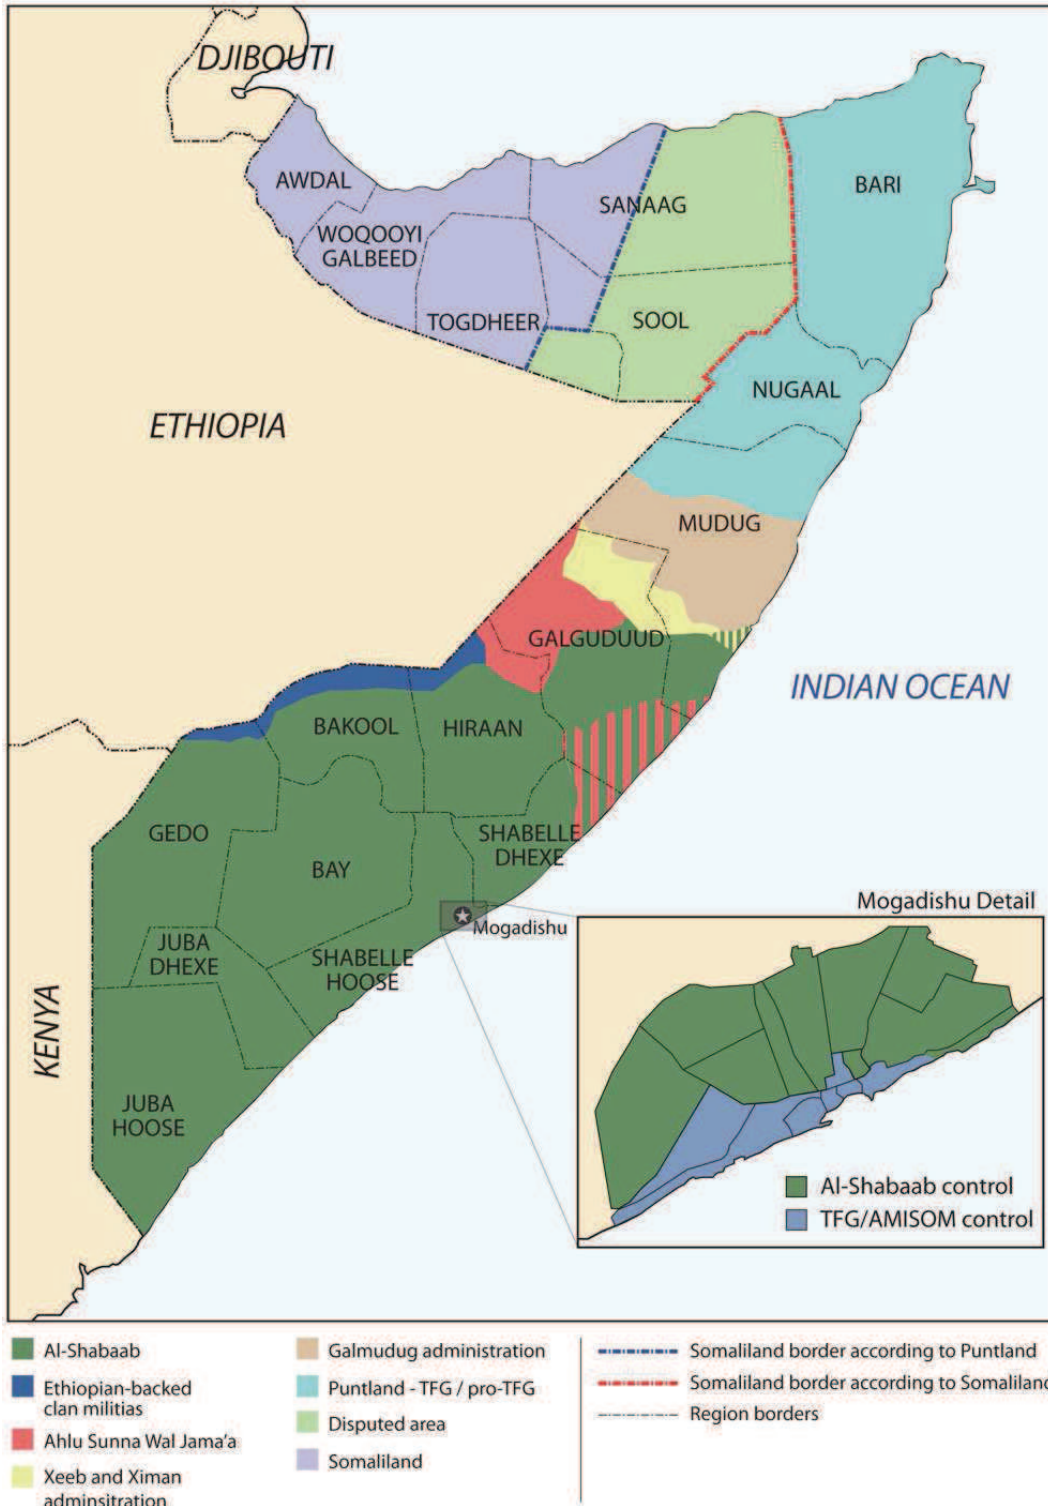 DJIBOUTI
AWDAL
SANAAG
BARI
WOQOOYI
GALBEED
TOGDHEER
SOOL
NUGAAL
ETHIOPIA
MUDUG
GALGUDUUD
INDIAN OCEAN
BAKOOL
HIRAAN
GEDO
SHABELLE
DHEXE
BAY
Mogadishu Detail
Mogadishu
JUBA
DHEXE
SHABELLE
HOOSE
KENYA
JUBA
HOOSE
Al-Shabaab control
TFG/AMISOM control
Al-Shabaab
Ethiopian-backed
clan militias
Ahlu Sunna Wal Jama'a
Xeeb and Ximan
adminsitration
Galmudug administration
Puntland - TFG / pro-TFG
Disputed area
Somaliland
Somaliland border according to Puntland
Somaliland border according to Somaliland
Region borders